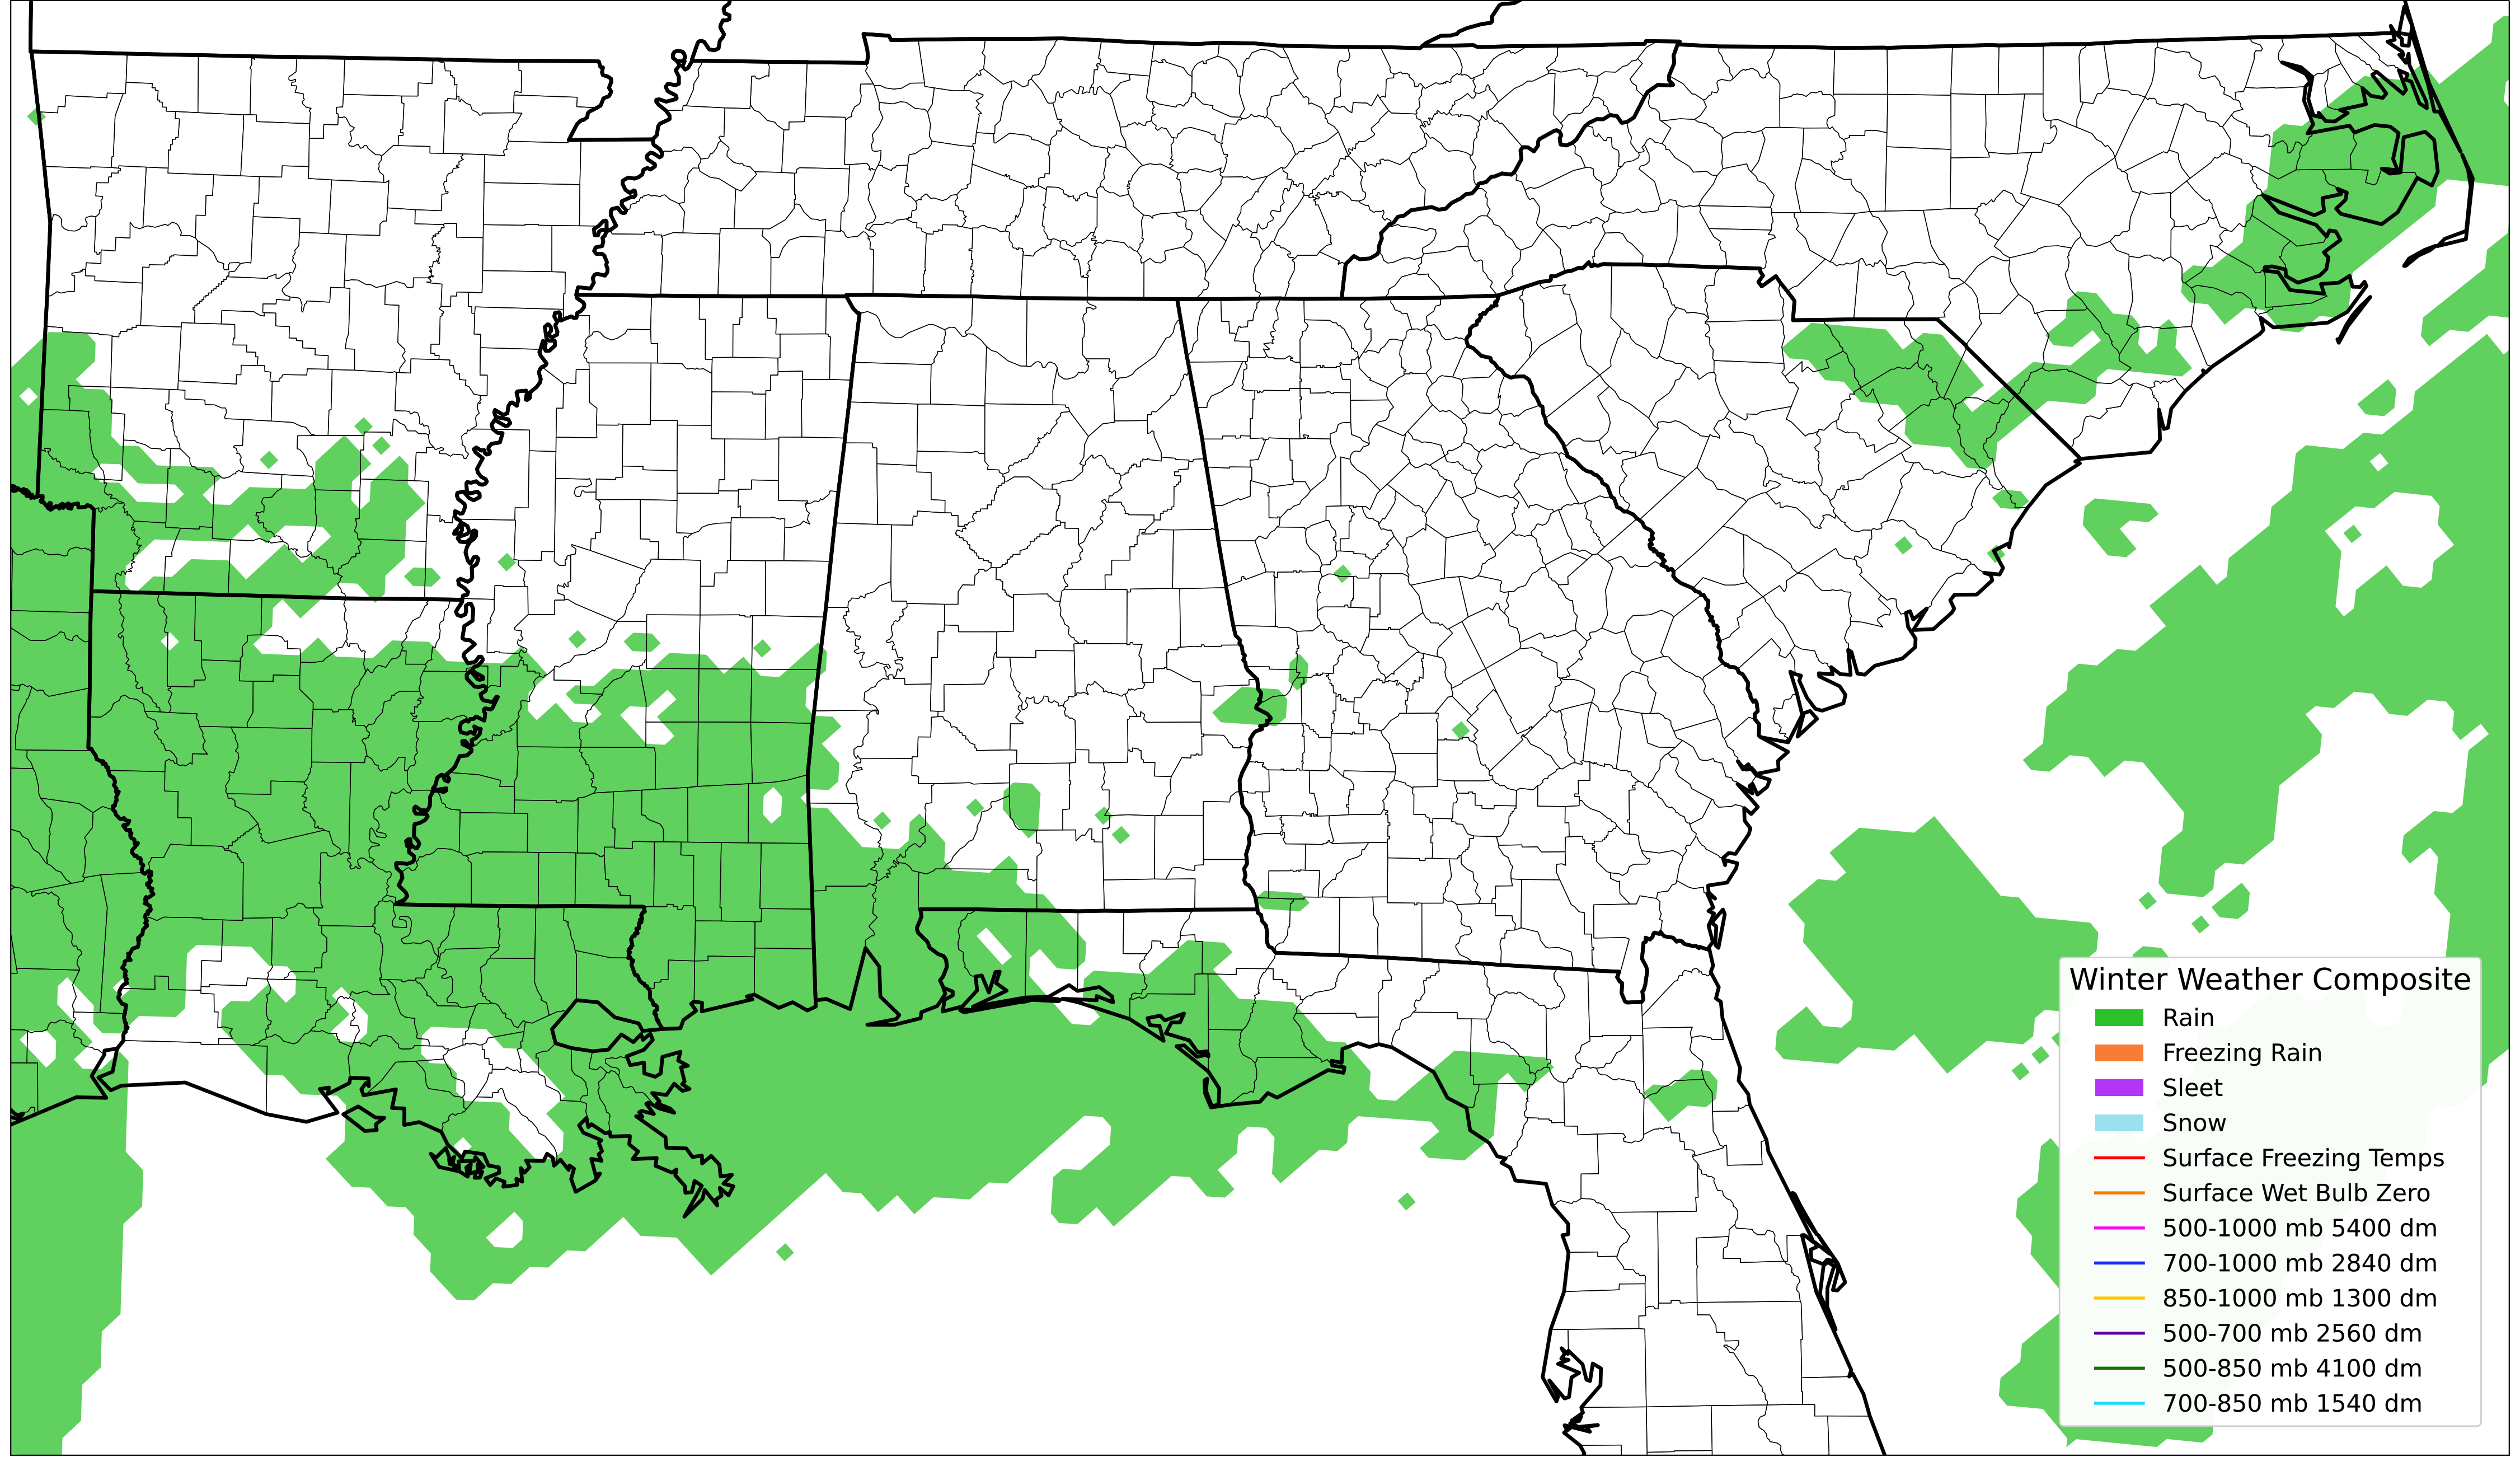 Winter Weather Composite
Rain
Freezing Rain
Sleet
Snow
Surface Freezing Temps
Surface Wet Bulb Zero
500-1000 mb 5400 dm
700-1000 mb 2840 dm
850-1000 mb 1300 dm
500-700 mb 2560 dm
500-850 mb 4100 dm
700-850 mb 1540 dm